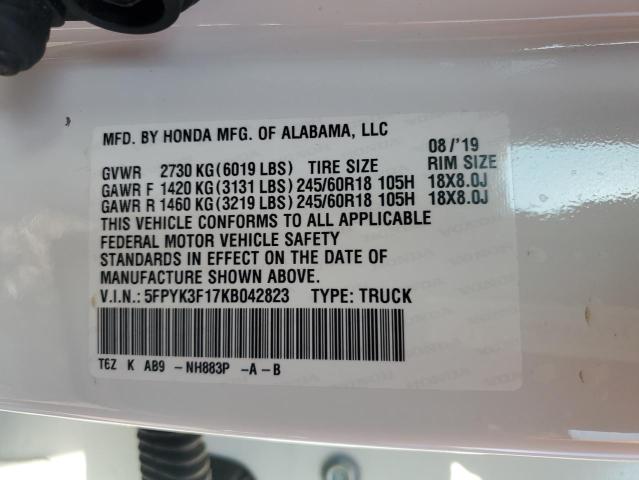 MFD. BY HONDA MFG. OF ALABAMA, LLC 08/'19
GVWR 2730 KG(6019 LBS) TIRE SIZE RIM SIZE
GAWR F 1420 KG(3131 LBS)245/60R18 105H 18X8.0J
GAWR R 1460 KG(3219 LBS)245/60R18 105H 18X8.0J
THIS VEHICLE CONFORMS TO ALL APPLICABLE
FEDERAL MOTOR VEHICLE SAFETY
STANDARDS IN EFFECT ON THE DATE OF
MANUFACTURE SHOWN ABOVE.
V.I.N.: 5FPYK3F17KB042823 TYPE: TRUCK
T6Z K AB9 -NH883P -A-B